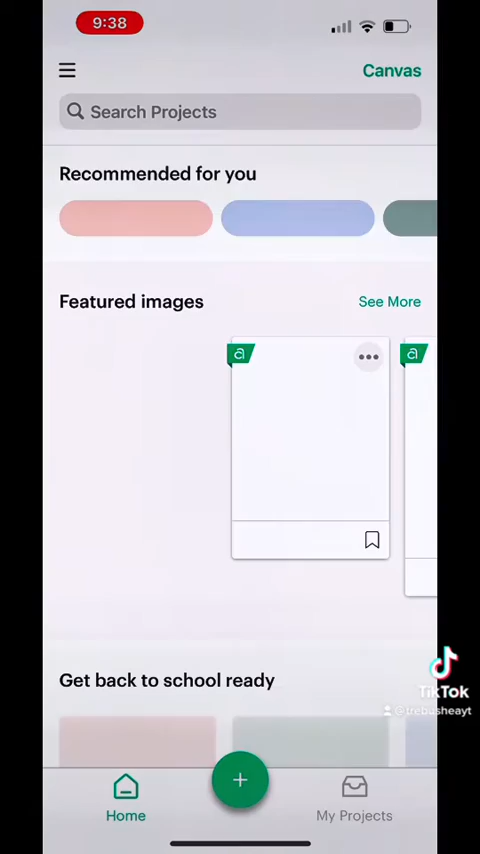 9:38
Canvas
Search Projects
Recommended for you
Featured images
See More
a
a
Get back to school ready
TikTok
@trebusheayt
Home
+
My Projects